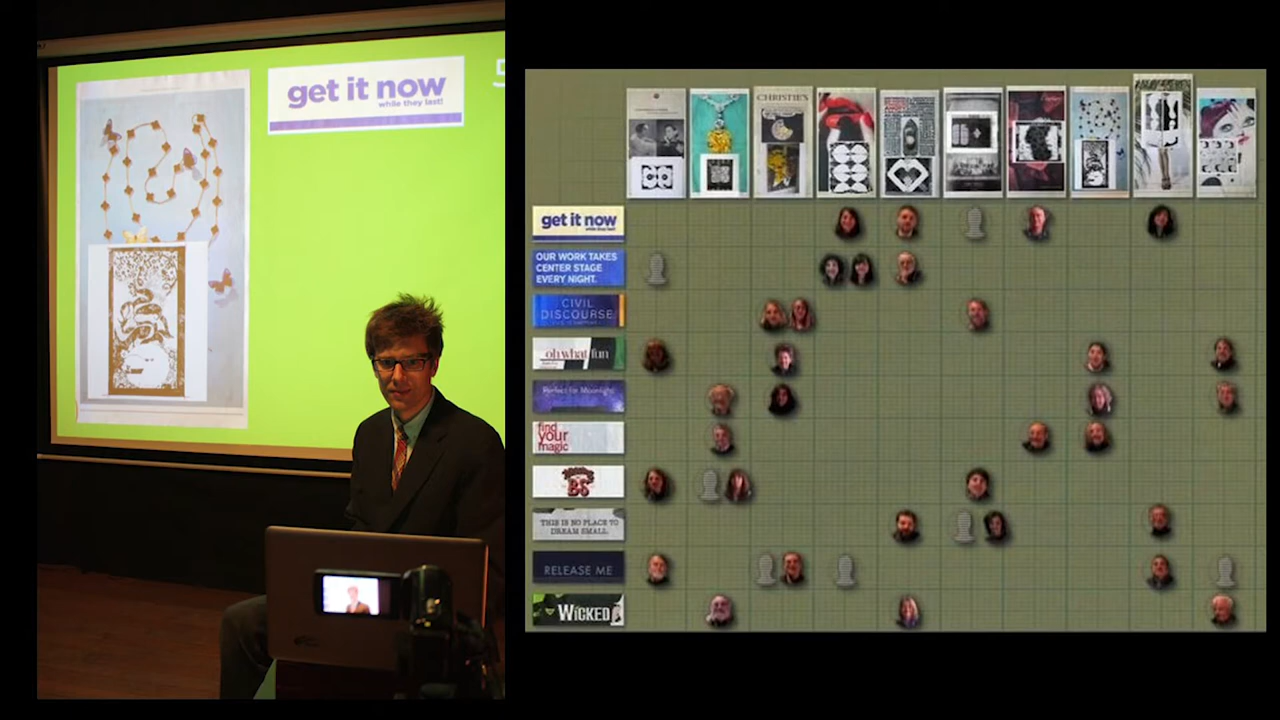 get it now
while they last!
5
CHRISTIE'S
get it now
while they last!
OUR WORK TAKES
CENTER STAGE
EVERY NIGHT.
CIVIL
DISCOURSE
oh what fun
Perfect for Moonlight
find
your
magic
BS
THIS IS NO PLACE TO
DREAM SMALL.
RELEASE ME
WICKED